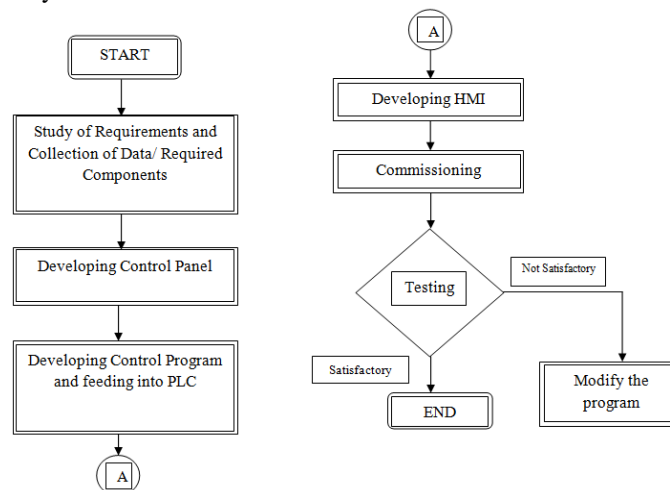 START
Study of Requirements and
Collection of Data/ Required
Components
Developing Control Panel
Developing Control Program
and feeding into PLC
A
A
Developing HMI
Commissioning
Testing
Not Satisfactory
Satisfactory
END
Modify the
program